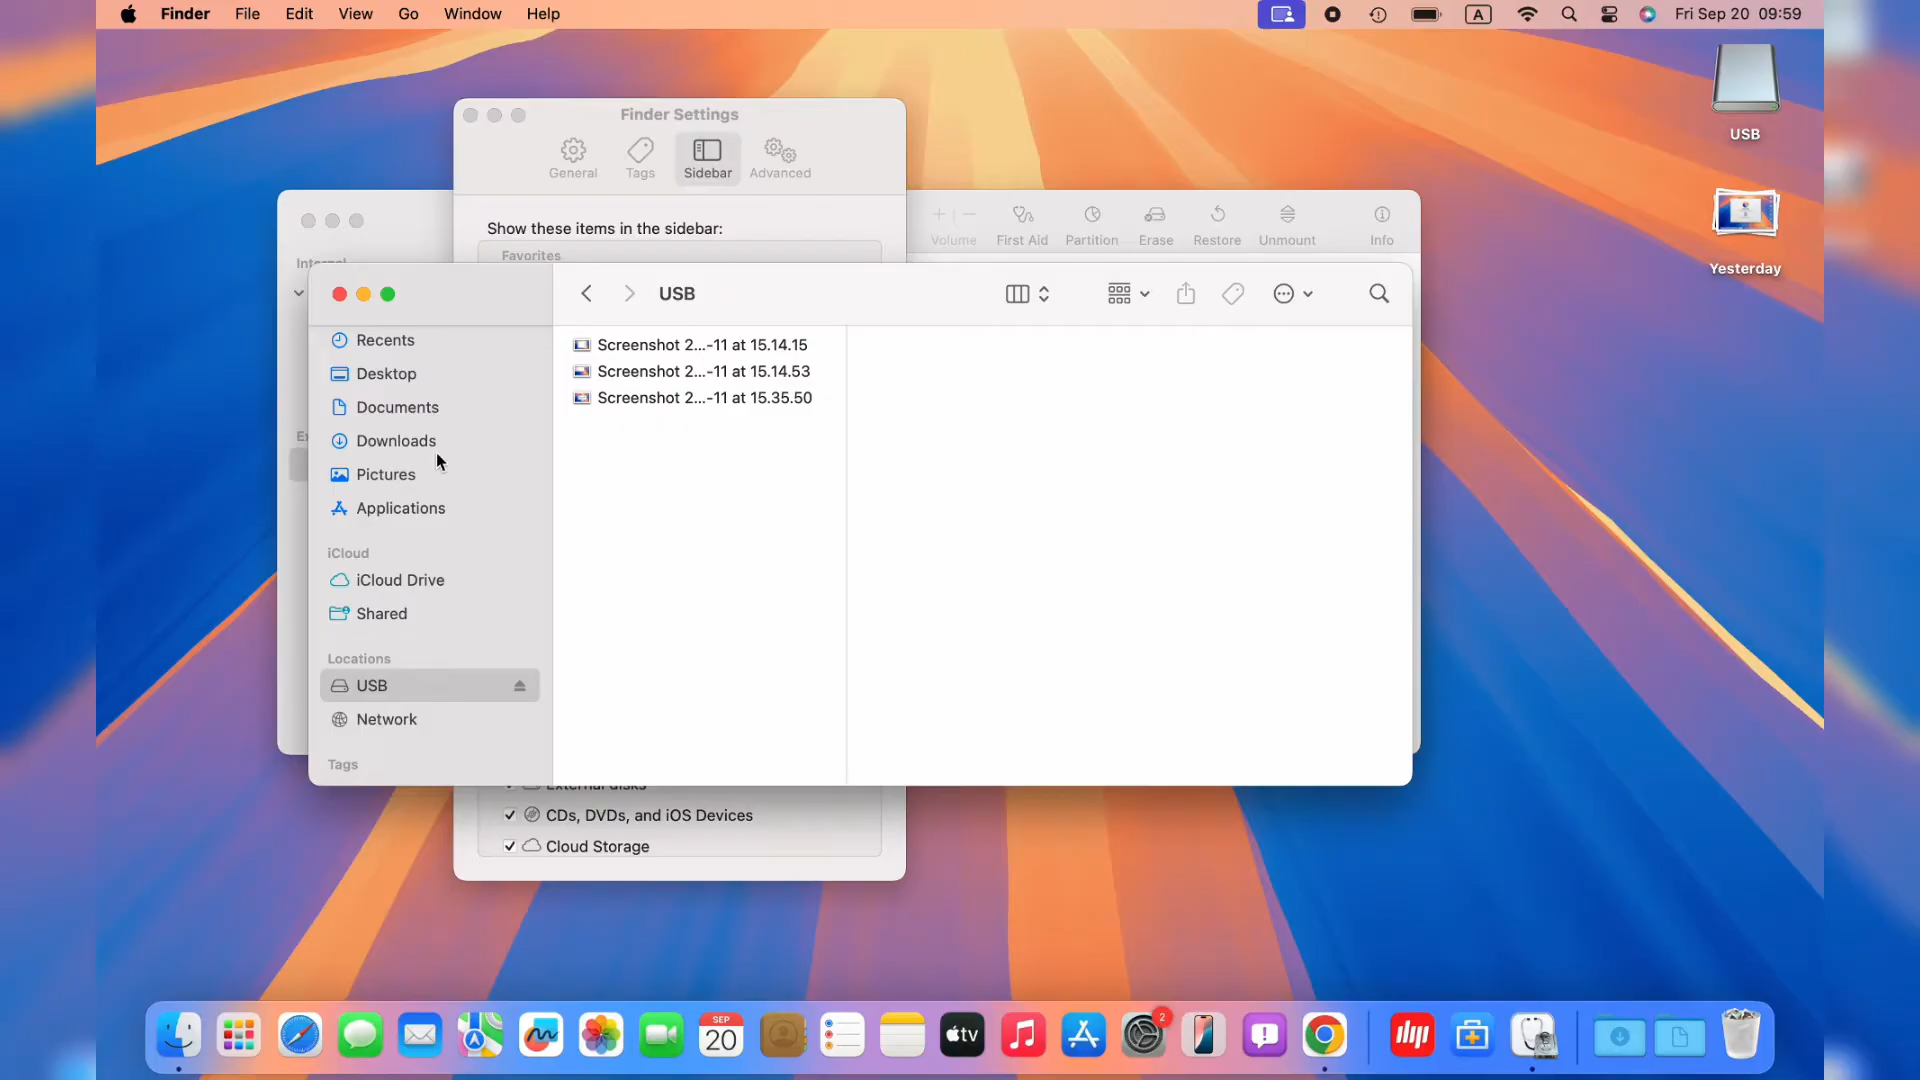 Finder File Edit View Go Window Help
A
Fri Sep 20 09:59
USB
Yesterday
Finder Settings
General Tags Sidebar Advanced
Show these items in the sidebar:
Favorites
Volume First Aid Partition Erase Restore Unmount Info
USB
Recents
Desktop
Documents
Downloads
Pictures
Applications
iCloud
iCloud Drive
Shared
Locations
USB
Network
Tags
Screenshot 2...-11 at 15.14.15
Screenshot 2...-11 at 15.14.53
Screenshot 2...-11 at 15.35.50
External disks
CDs, DVDs, and iOS Devices
Cloud Storage
SEP
20
tv
2